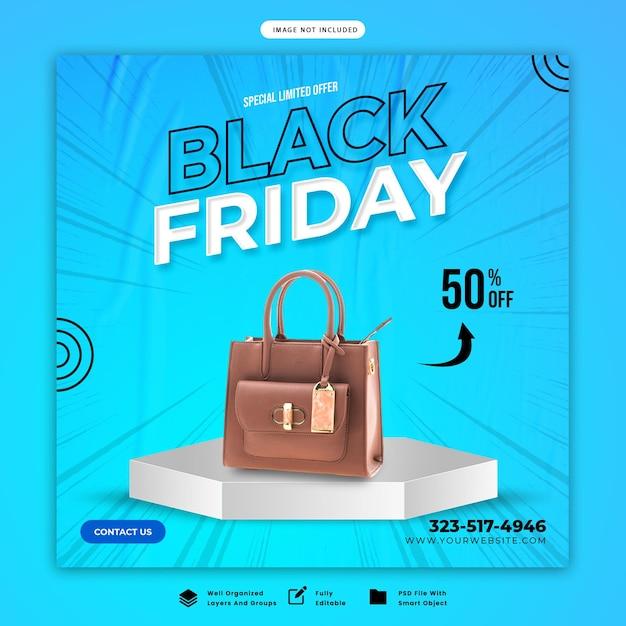 IMAGE NOT INCLUDED
SPECIAL LIMITED OFFER
BLACK
FRIDAY
50%
OFF
CONTACT US
323-517-4946
WWW.YOURWEBSITE.COM
Well Organized
Layers And Groups
Fully
Editable
PSD File With
Smart Object